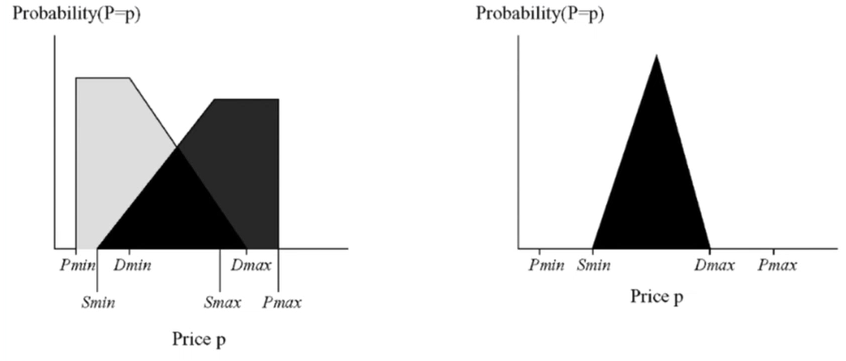 Probability(P=p)
Pmin Dmin Dmax
Smin Smax Pmax
Price p
Probability(P=p)
Pmin Smin Dmax Pmax
Price p